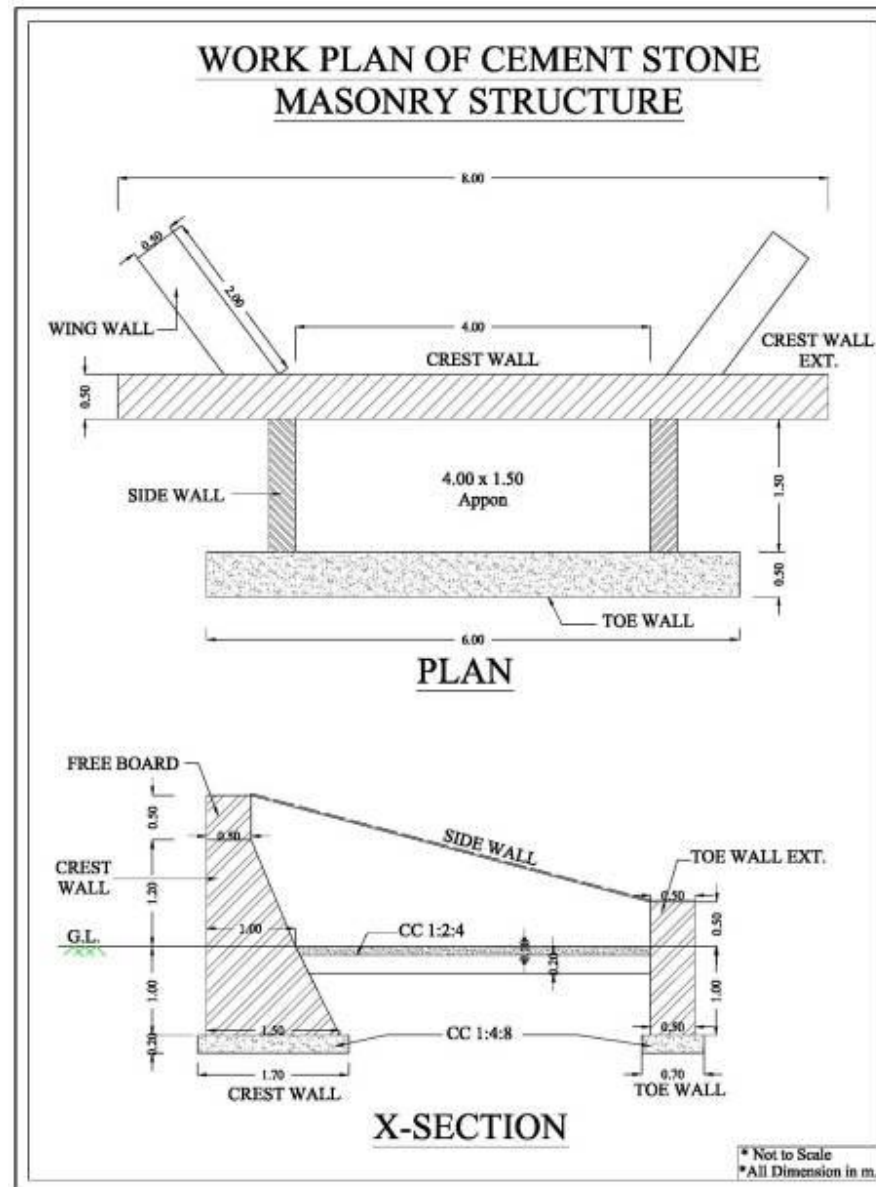 WORK PLAN OF CEMENT STONE
MASONRY STRUCTURE
8.00
0.50
2.00
WING WALL
4.00
CREST WALL
CREST WALL
EXT.
0.50
SIDE WALL
4.00 x 1.50
Appon
1.50
0.50
TOE WALL
6.00
PLAN
FREE BOARD
0.50
0.50
SIDE WALL
CREST
WALL
1.20
TOE WALL EXT.
0.50
0.50
1.00
CC 1:2:4
G.L.
0.20
1.00
1.00
1.50
0.50
0.20
CC 1:4:8
1.70
0.70
CREST WALL
TOE WALL
X-SECTION
* Not to Scale
*All Dimension in m.